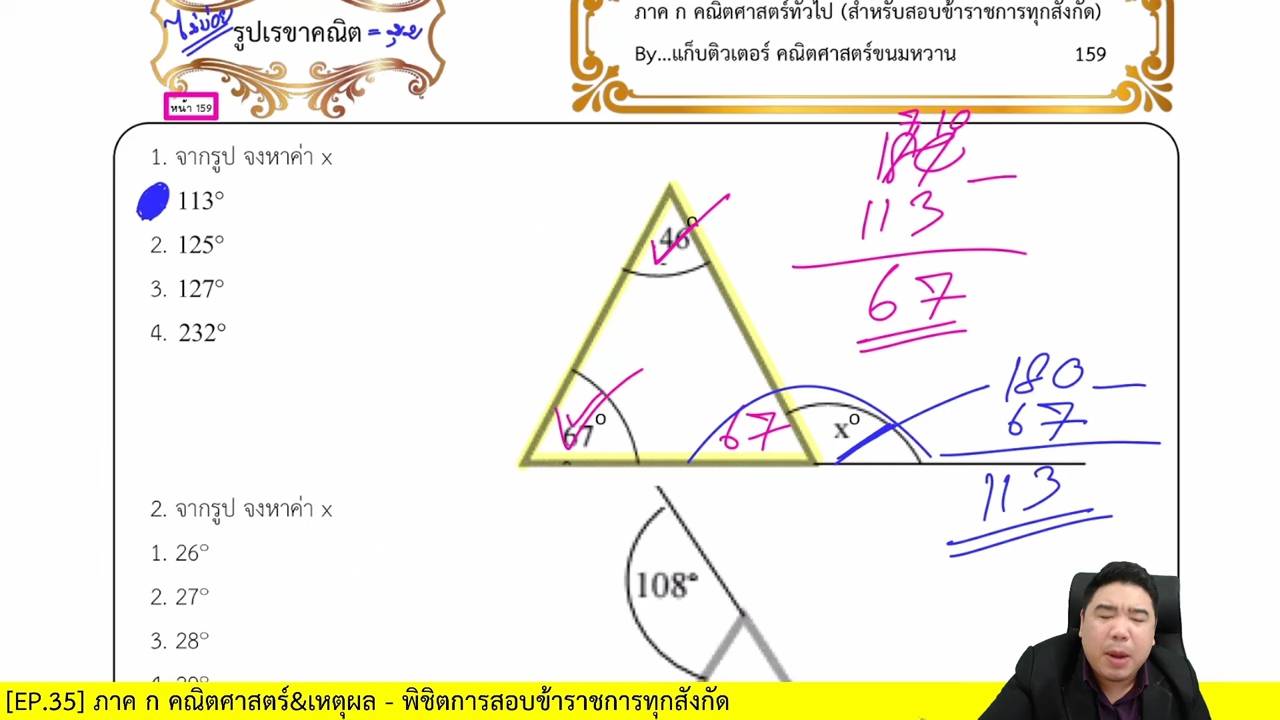 ไม่บ่อย
รูปเรขาคณิต =
ภาค ก คณิตศาสตร์ทั่วไป (สำหรับสอบข้าราชการทุกสังกัด)
By...แก็บติวเตอร์ คณิตศาสตร์ขนมหวาน 159
หน้า 159
1. จากรูป จงหาค่า x
113°
2. 125°
3. 127°
4. 232°
46°
67°
67
x°
7 10
180
113
67
180
67
113
2. จากรูป จงหาค่า x
1. 26°
2. 27°
3. 28°
108°
[EP.35] ภาค ก คณิตศาสตร์&เหตุผล - พิชิตการสอบข้าราชการทุกสังกัด